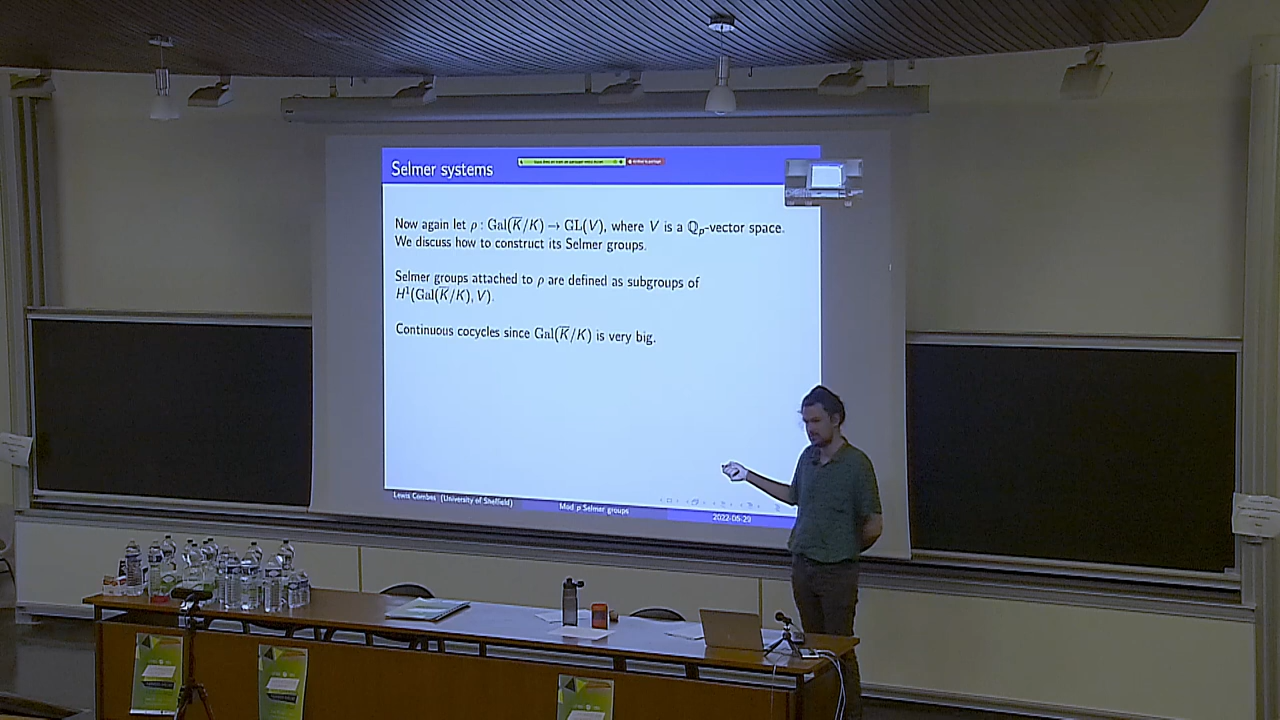 Selmer systems
Now again let ρ : Gal(K̅/K) → GL(V), where V is a ℚₚ-vector space.
We discuss how to construct its Selmer groups.
Selmer groups attached to ρ are defined as subgroups of
H¹(Gal(K̅/K), V).
Continuous cocycles since Gal(K̅/K) is very big.
Lewis Combes (University of Sheffield)
Mod p Selmer groups
2022-06-29